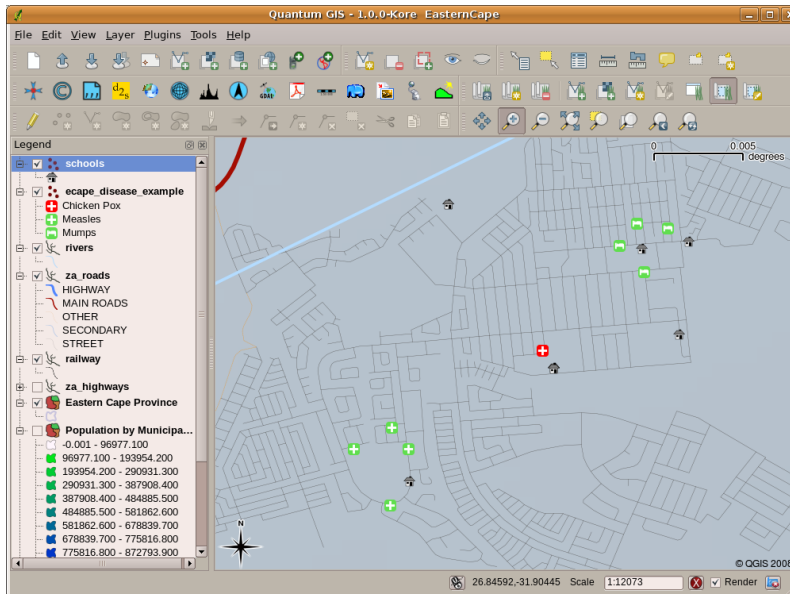 Quantum GIS - 1.0.0-Kore EasternCape
File Edit View Layer Plugins Tools Help
d2s
GDAL
Legend
0 0.005
degrees
schools
ecape_disease_example
Chicken Pox
Measles
Mumps
rivers
za_roads
HIGHWAY
MAIN ROADS
OTHER
SECONDARY
STREET
railway
za_highways
Eastern Cape Province
Population by Municipa...
-0.001 - 96977.100
96977.100 - 193954.200
193954.200 - 290931.300
290931.300 - 387908.400
387908.400 - 484885.500
484885.500 - 581862.600
581862.600 - 678839.700
678839.700 - 775816.800
775816.800 - 872793.900
N
© QGIS 2008
26.84592,-31.90445 Scale 1:12073 Render